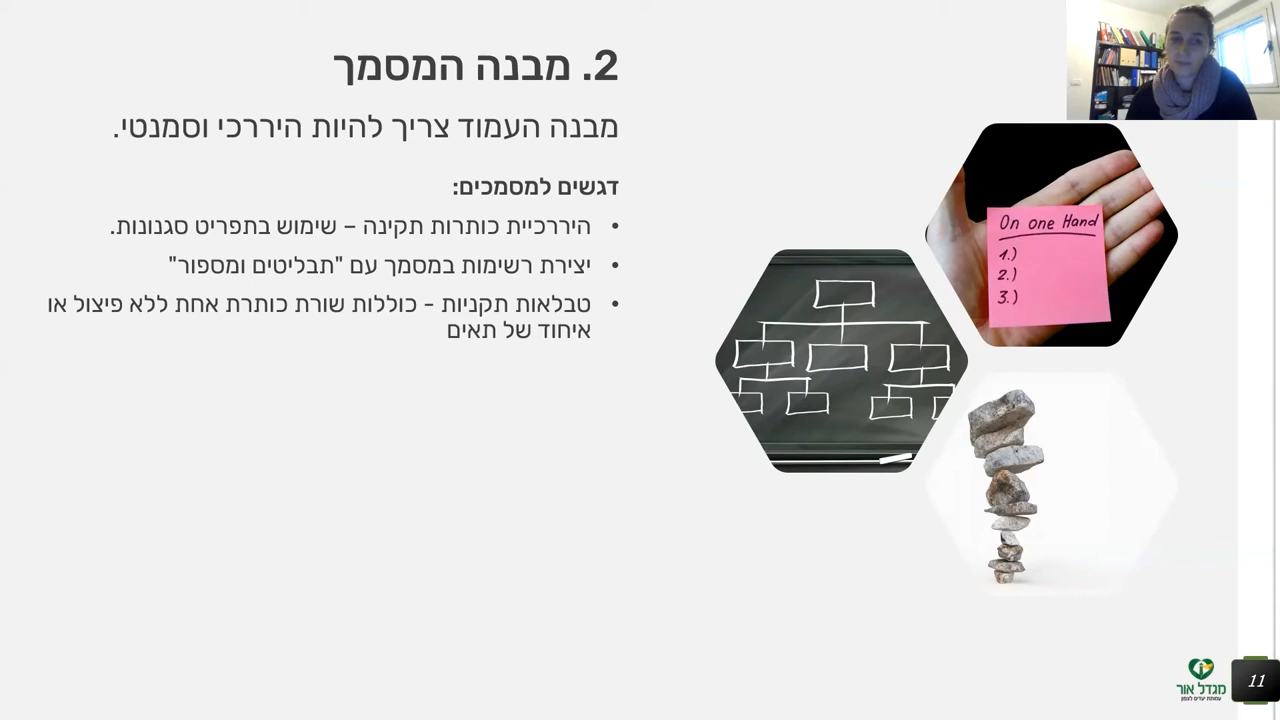 2. מבנה המסמך
מבנה העמוד צריך להיות היררכי וסמנטי.
דגשים למסמכים:
• היררכיית כותרות תקינה – שימוש בתפריט סגנונות.
• יצירת רשימות במסמך עם "תבליטים ומספור"
• טבלאות תקניות - כוללות שורת כותרת אחת ללא פיצול או
איחוד של תאים
On one Hand
1.)
2.)
3.)
מגדל אור
11